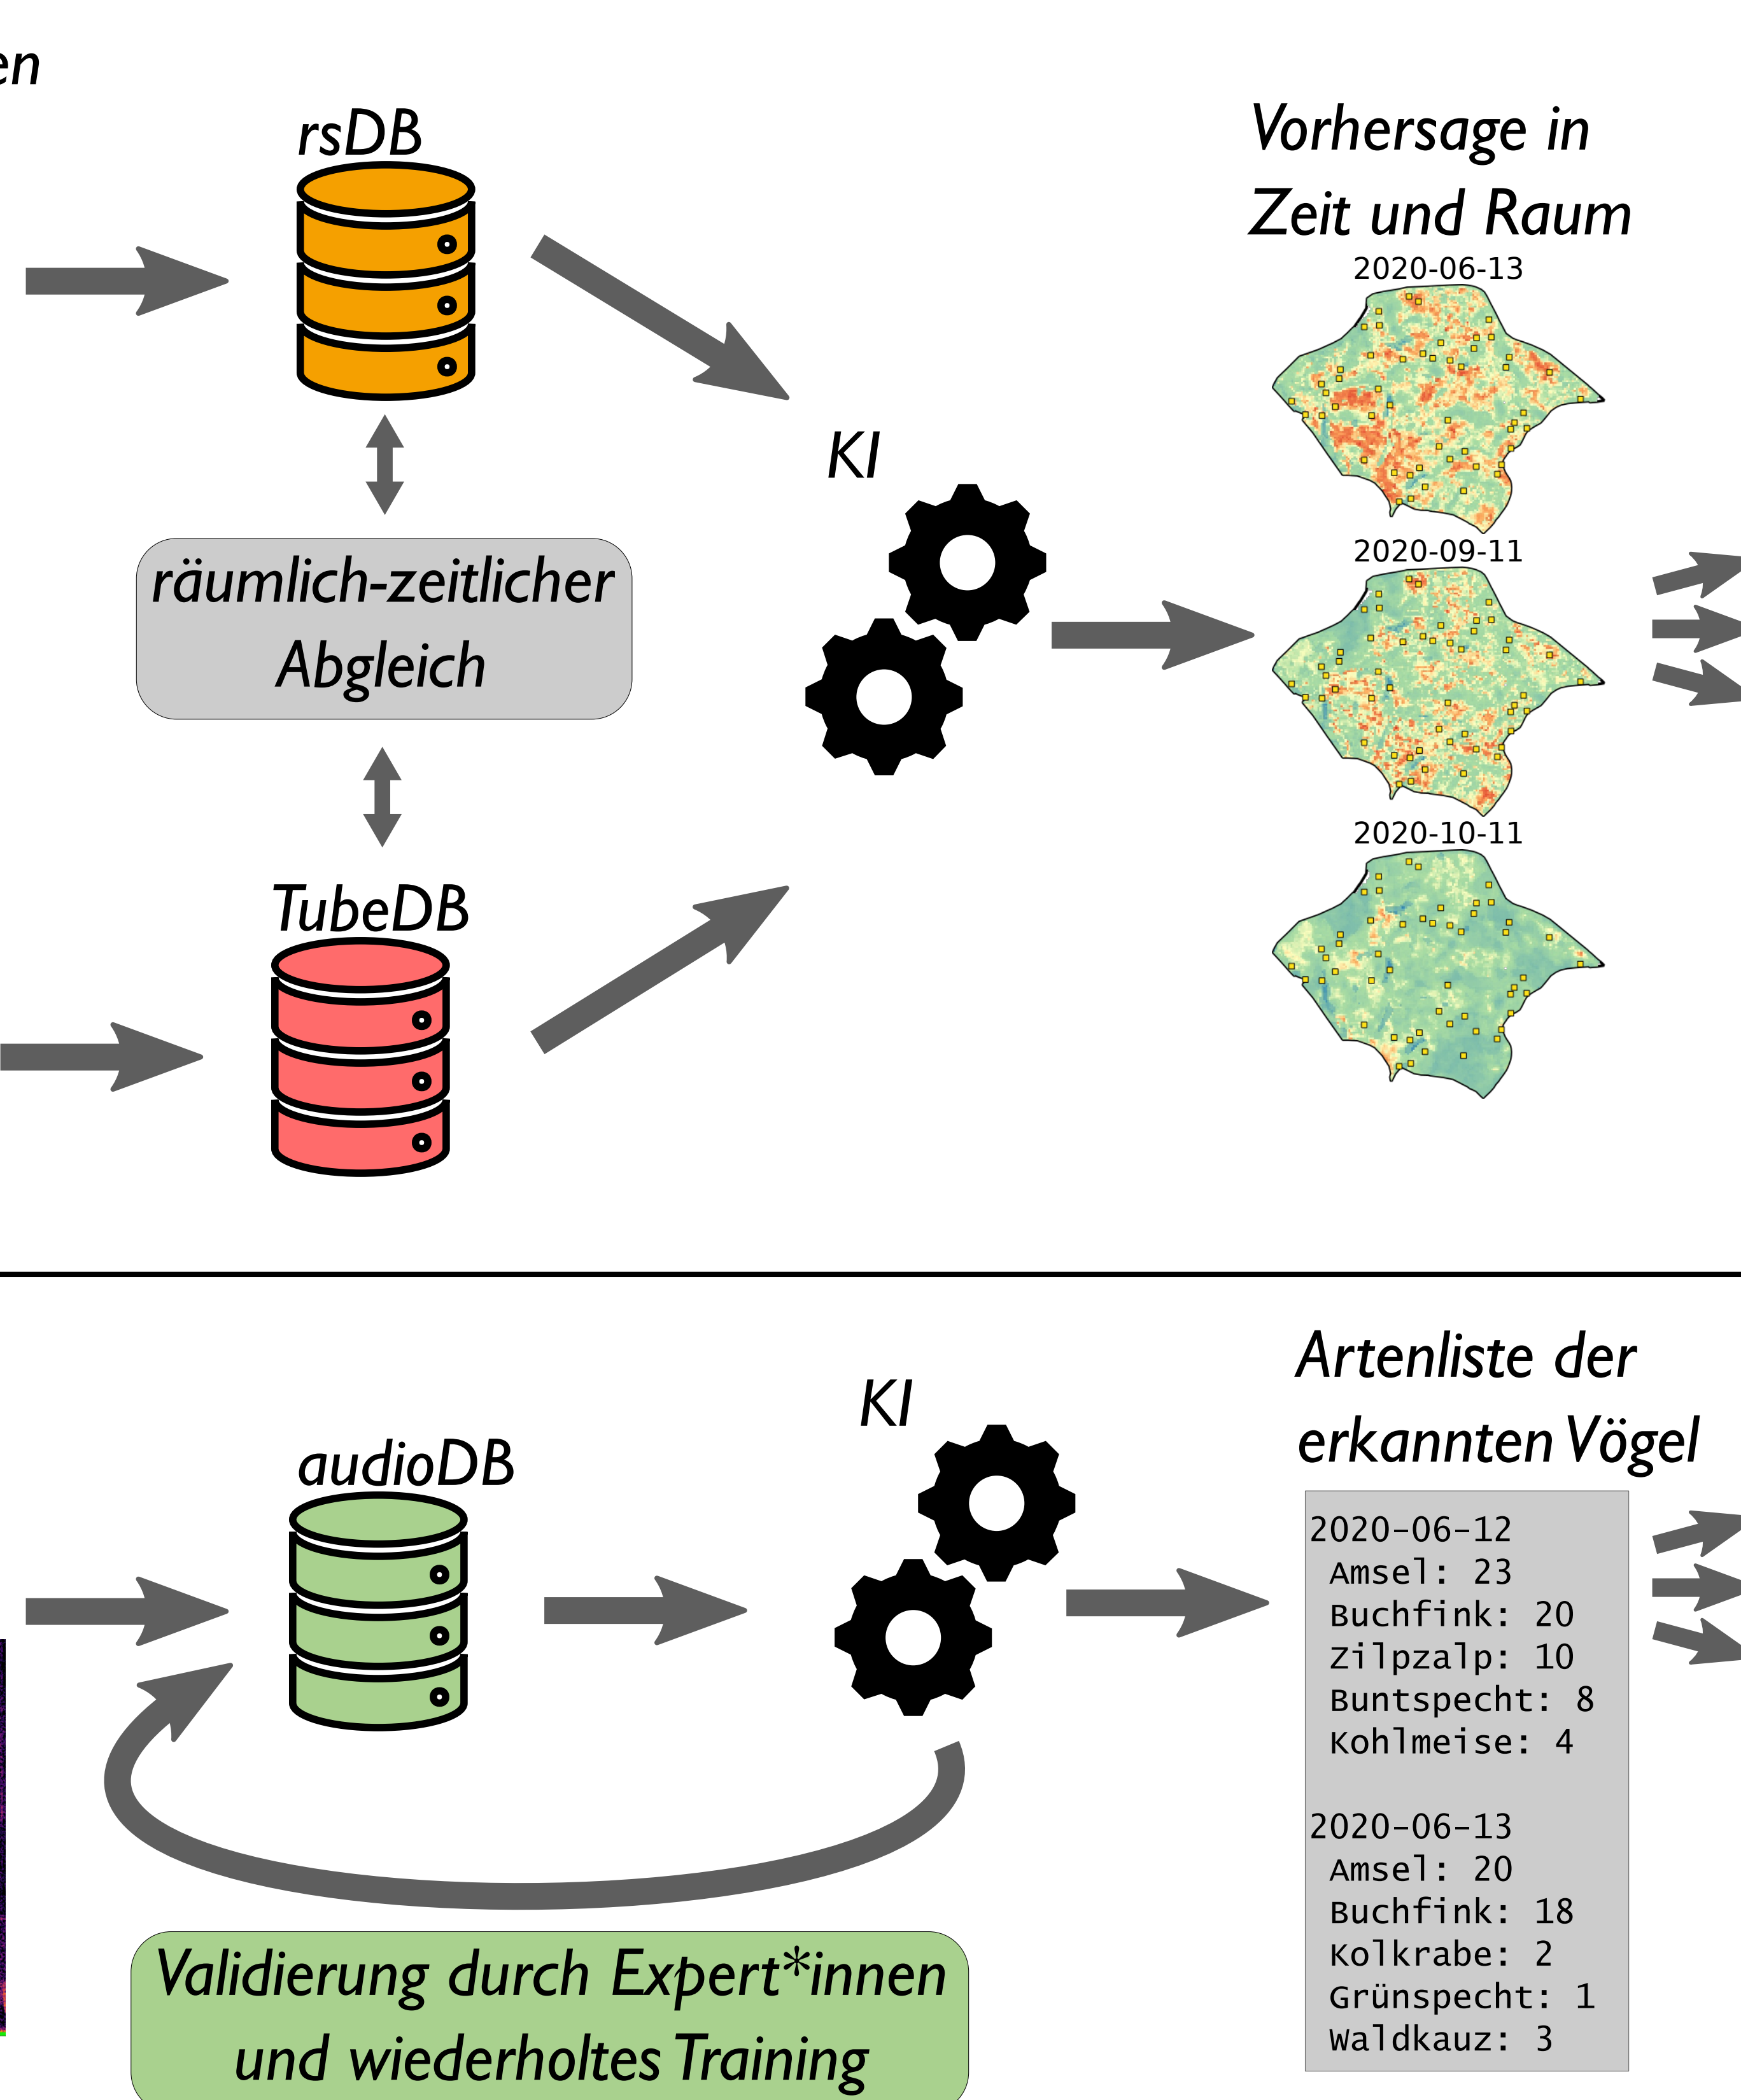 en
rsDB
räumlich-zeitlicher
Abgleich
TubeDB
KI
Vorhersage in
Zeit und Raum
2020-06-13
2020-09-11
2020-10-11
audioDB
KI
Validierung durch Expert*innen
und wiederholtes Training
Artenliste der
erkannten Vögel
2020-06-12
Amsel: 23
Buchfink: 20
Zilpzalp: 10
Buntspecht: 8
Kohlmeise: 4
2020-06-13
Amsel: 20
Buchfink: 18
Kolkrabe: 2
Grünspecht: 1
Waldkauz: 3